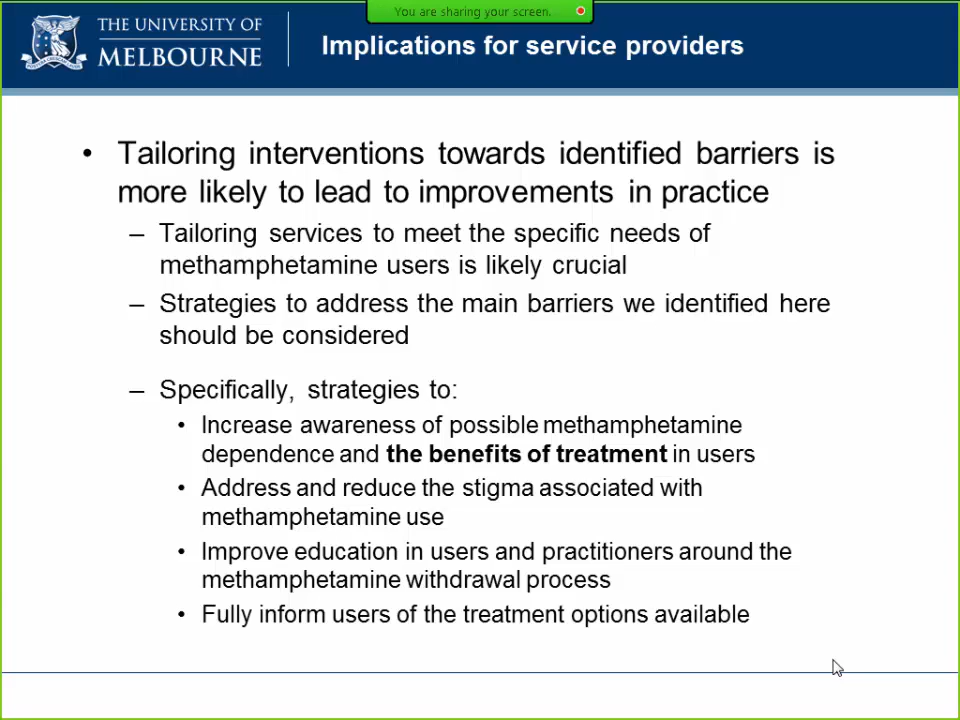 You are sharing your screen.
THE UNIVERSITY OF
MELBOURNE
Implications for service providers
• Tailoring interventions towards identified barriers is
more likely to lead to improvements in practice
– Tailoring services to meet the specific needs of
methamphetamine users is likely crucial
– Strategies to address the main barriers we identified here
should be considered
– Specifically, strategies to:
• Increase awareness of possible methamphetamine
dependence and the benefits of treatment in users
• Address and reduce the stigma associated with
methamphetamine use
• Improve education in users and practitioners around the
methamphetamine withdrawal process
• Fully inform users of the treatment options available